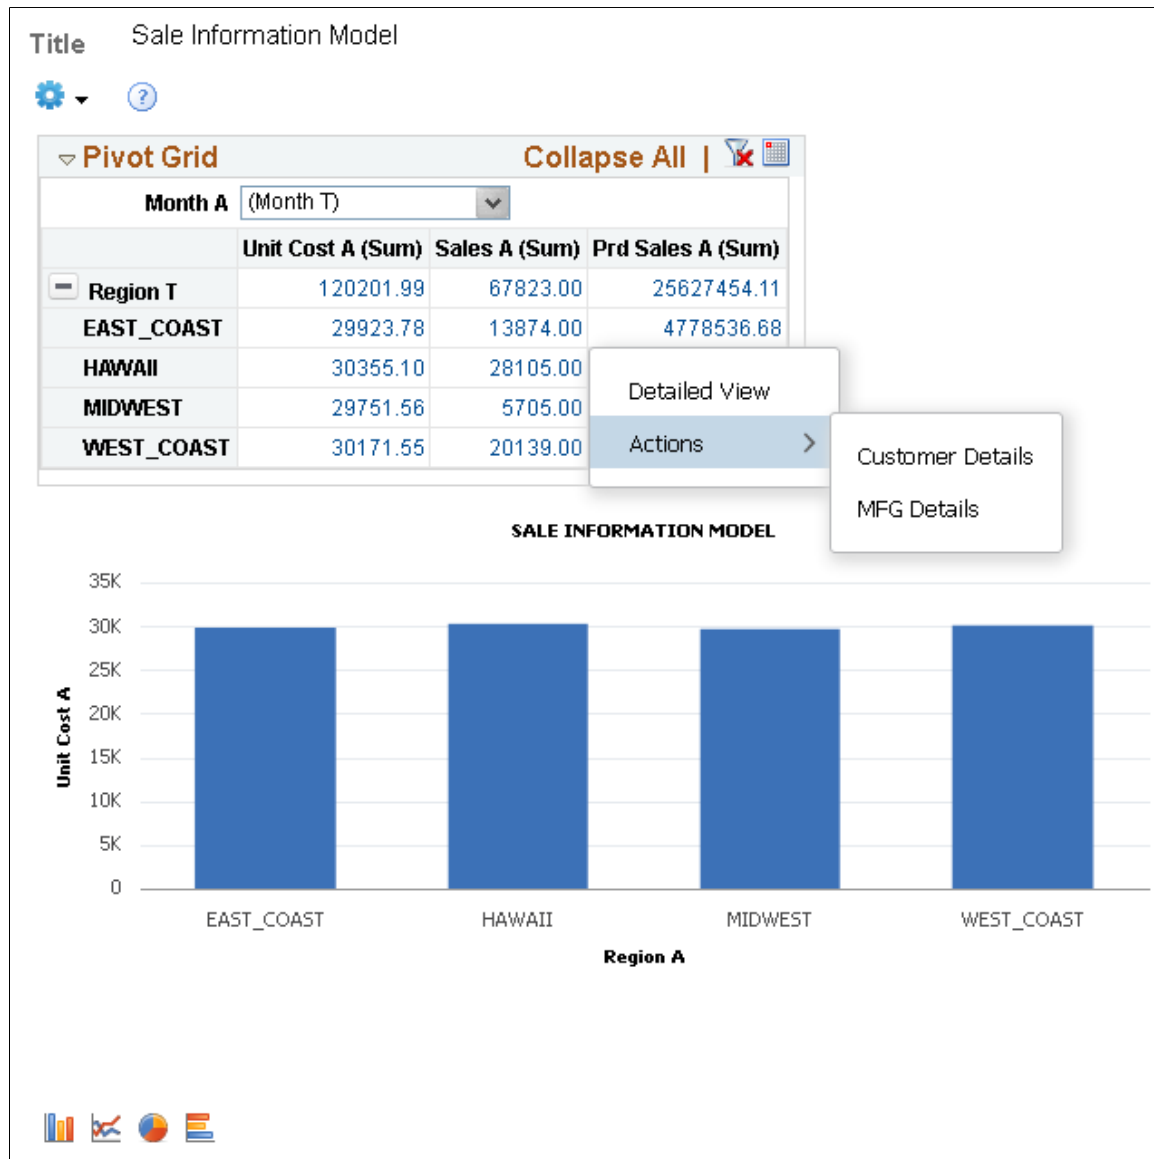 Title Sale Information Model
?
Pivot Grid Collapse All |
Month A (Month T)
Unit Cost A (Sum) Sales A (Sum) Prd Sales A (Sum)
Region T 120201.99 67823.00 25627454.11
EAST_COAST 29923.78 13874.00 4778536.68
HAWAII 30355.10 28105.00
Detailed View
MIDWEST 29751.56 5705.00
Actions
WEST_COAST 30171.55 20139.00
Customer Details
MFG Details
SALE INFORMATION MODEL
35K
30K
25K
20K
15K
10K
5K
0
Unit Cost A
EAST_COAST HAWAII MIDWEST WEST_COAST
Region A